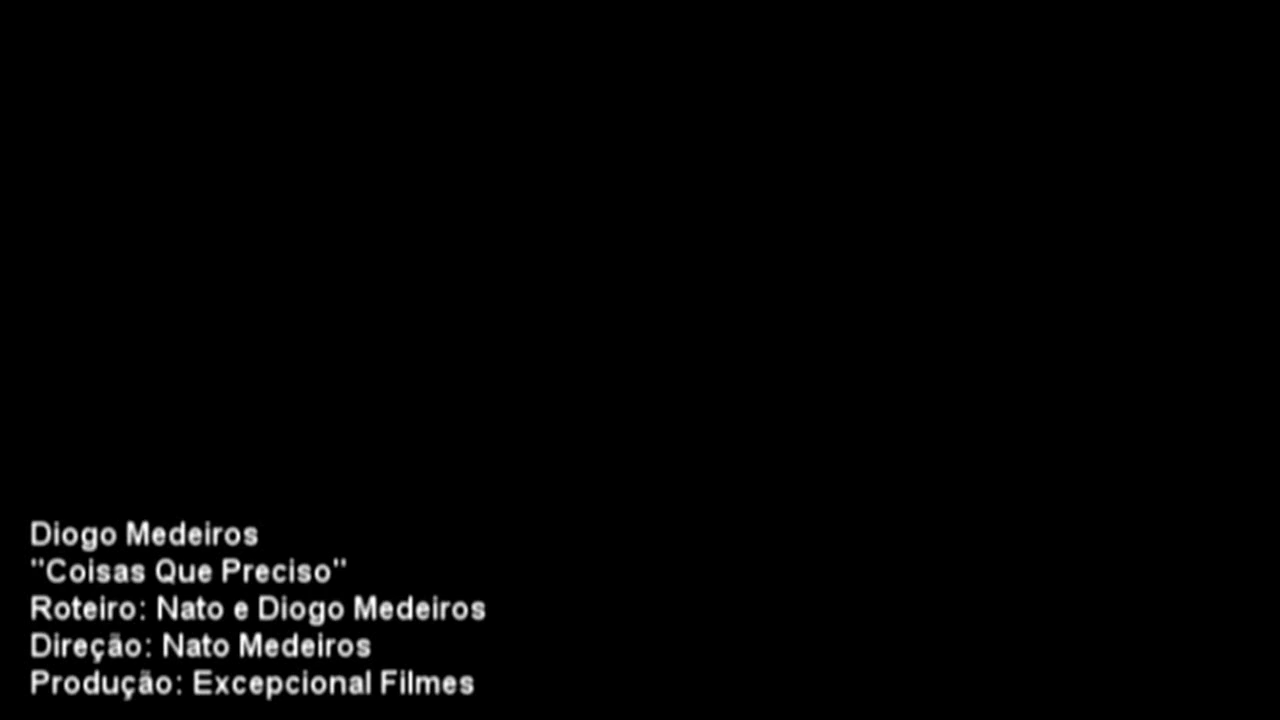 Diogo Medeiros
"Coisas Que Preciso"
Roteiro: Nato e Diogo Medeiros
Direção: Nato Medeiros
Produção: Excepcional Filmes